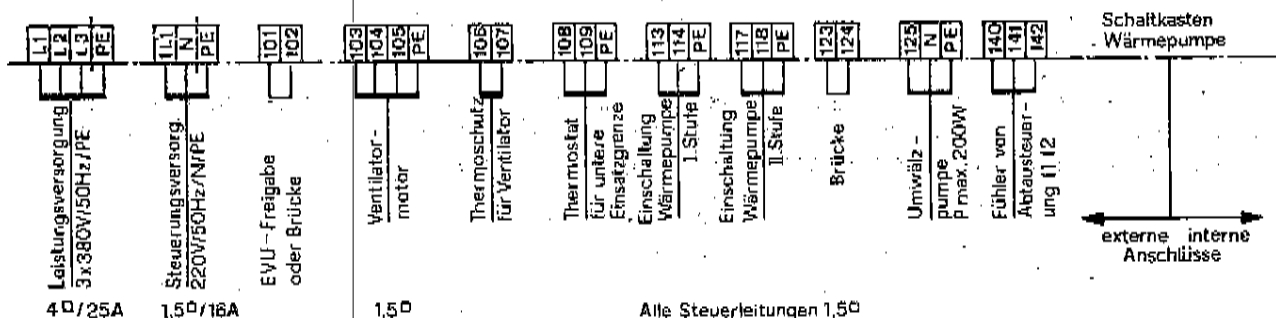 L1 L2 L3 PE
1L1 N PE
101 102
103 104 105 PE
106 107
108 109 PE
113 114 PE
117 118 PE
123 124
125 N PE
140 141 142
Schaltkasten
Wärmepumpe
Leistungsversorgung
3x380V/50Hz/PE
Steuerungsversorg.
220V/50Hz/N/PE
EVU-Freigabe
oder Brücke
Ventilator-
motor
Thermoschutz
für Ventilator
Thermostat
für untere
Einsatzgrenze
Einschaltung
Wärmepumpe
I.Stufe
Einschaltung
Wärmepumpe
II.Stufe
Brücke
Umwälz-
pumpe
P max. 200W
Fühler von
Abtausteuer-
ung f1 f2
externe interne
Anschlüsse
4□/25A
1,5□/16A
1,5□
Alle Steuerleitungen 1,5□